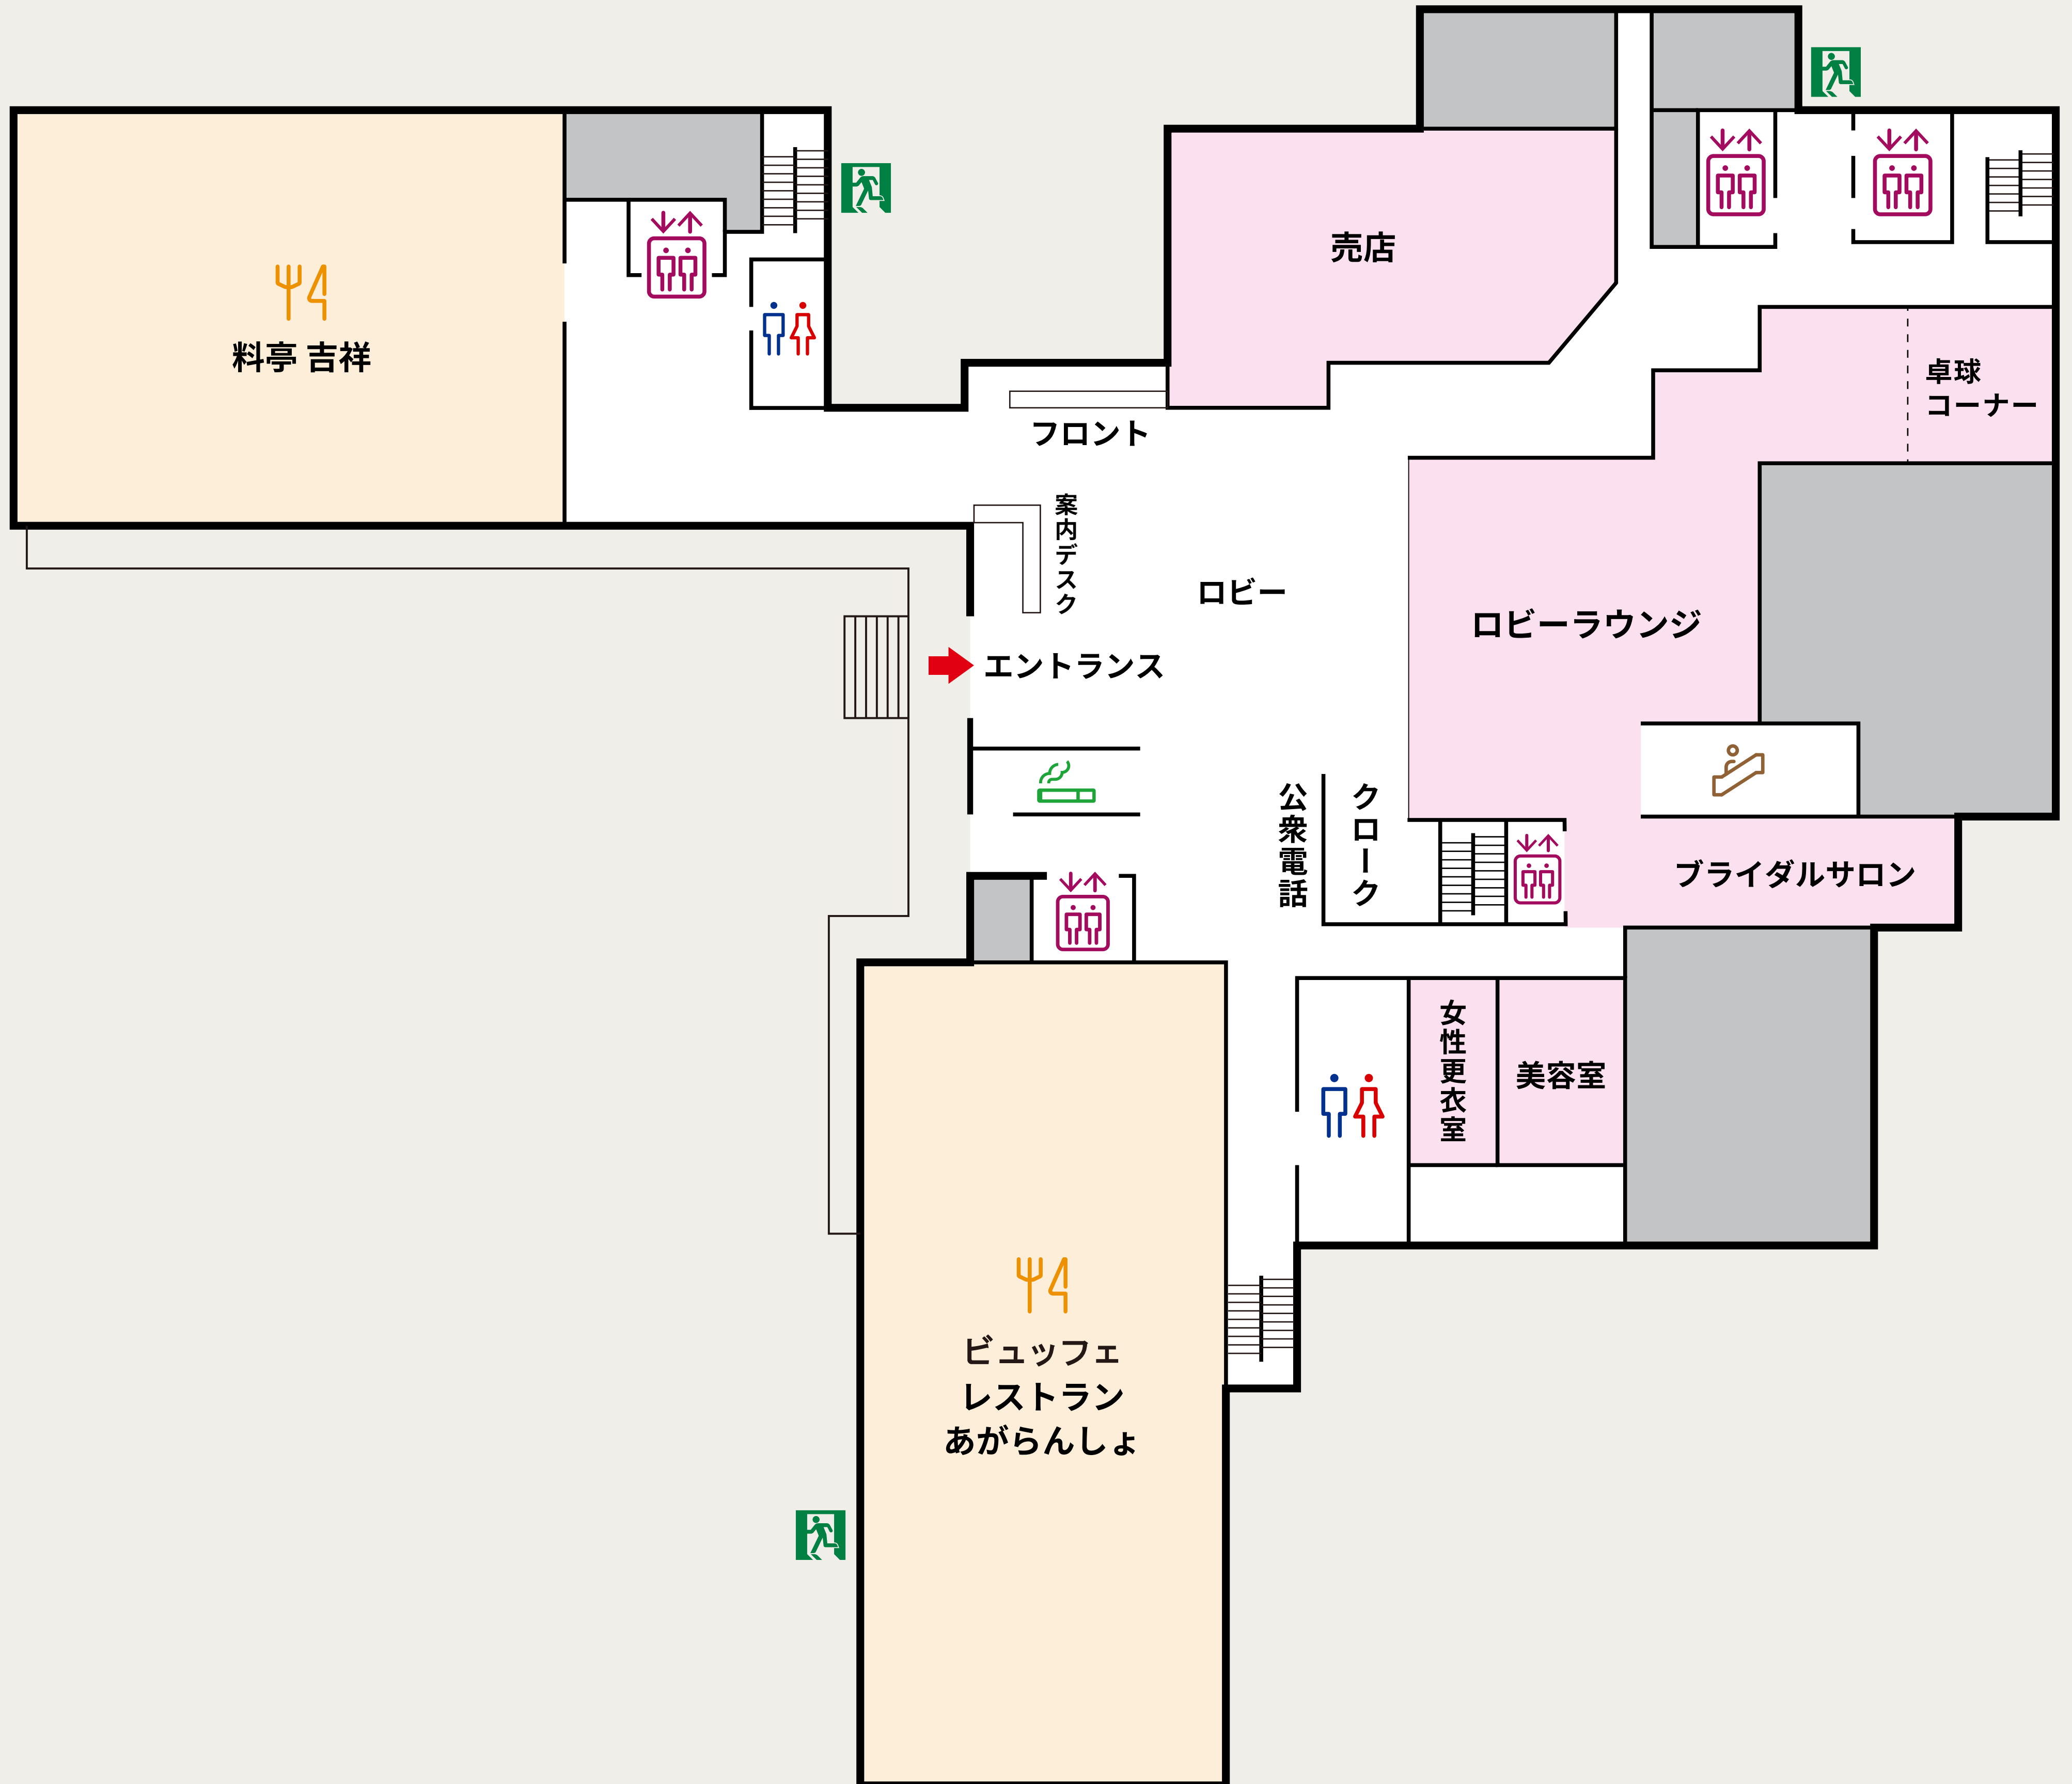 売店
料亭 吉祥
卓球
コーナー
フロント
案内デスク
ロビー
ロビーラウンジ
エントランス
公衆電話
クローク
ブライダルサロン
女性更衣室
美容室
ビュッフェ
レストラン
あがらんしょ